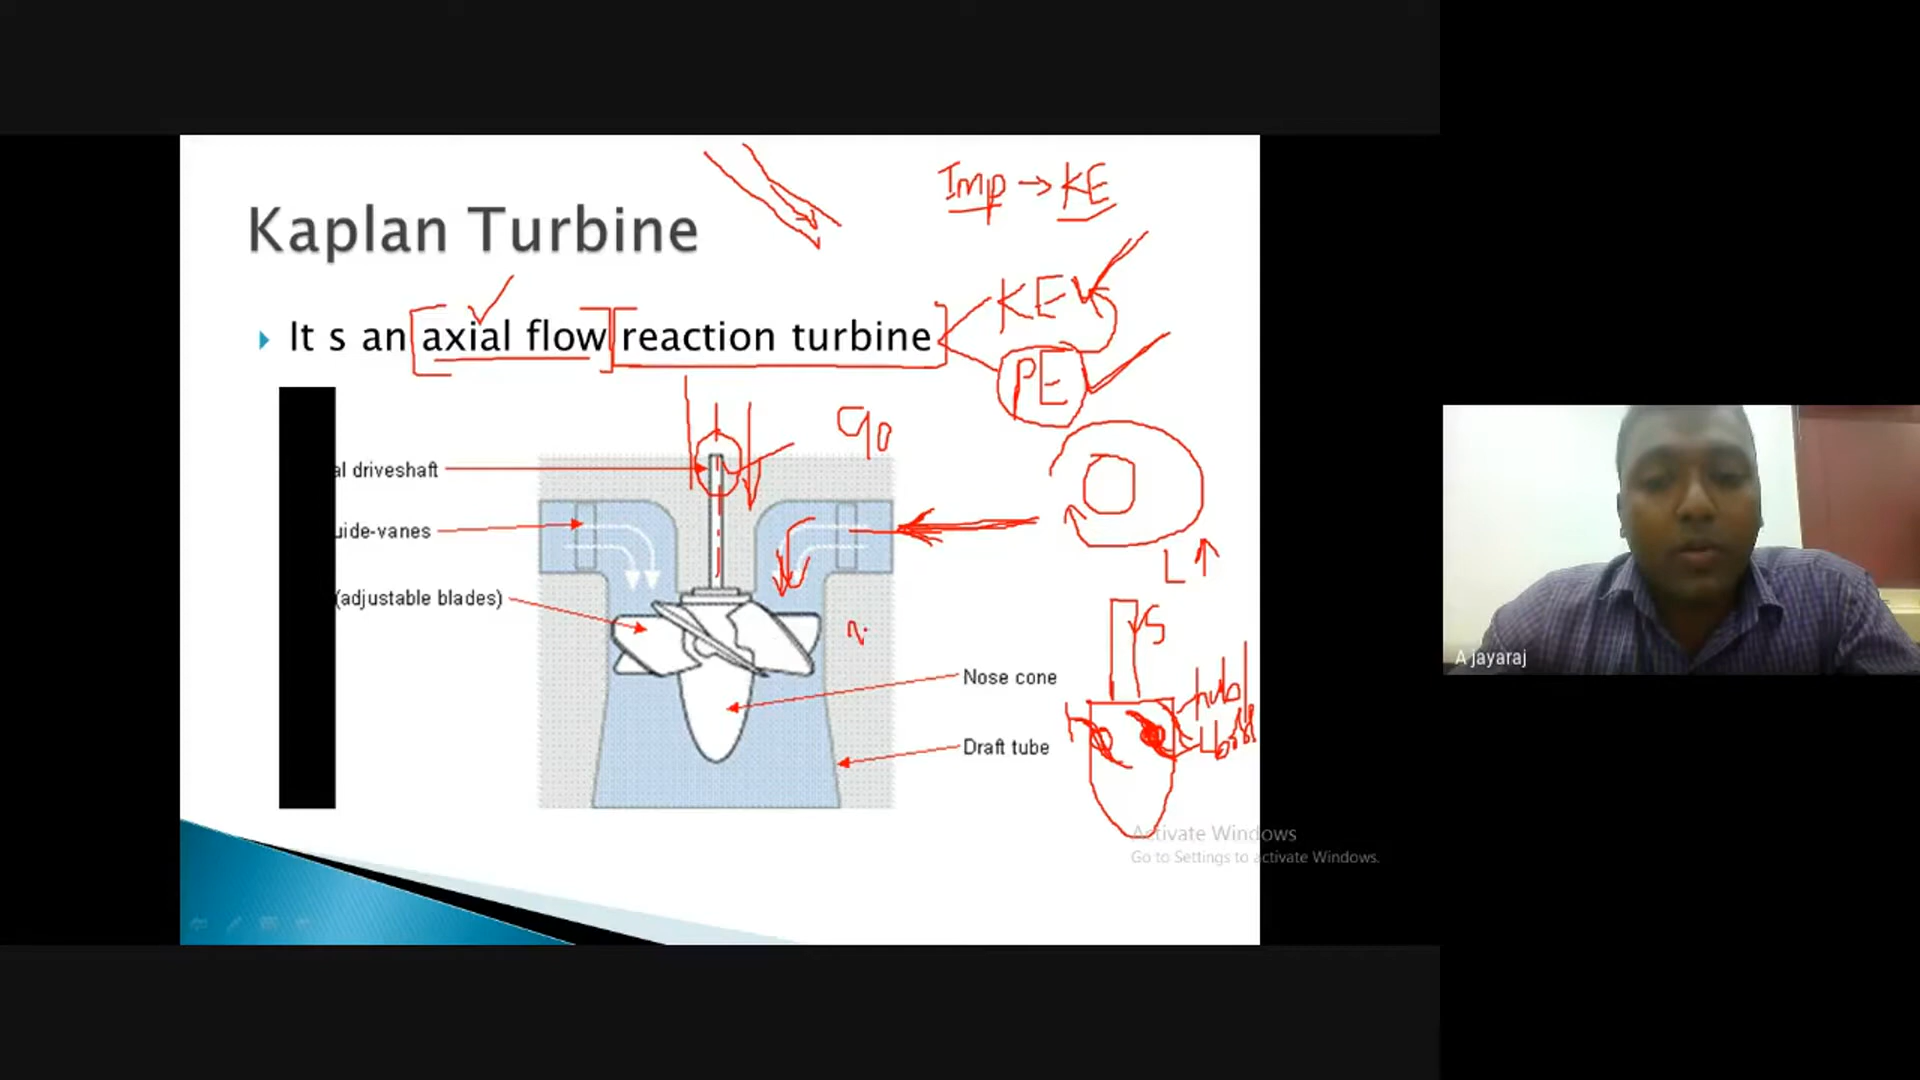 Imp → KE
Kaplan Turbine
KE
It s an axial flow reaction turbine
PE
90
al driveshaft
uide-vanes
L ↑
(adjustable blades)
S
Nose cone
hub
Draft tube
A jayaraj
Activate Windows
Go to Settings to activate Windows.